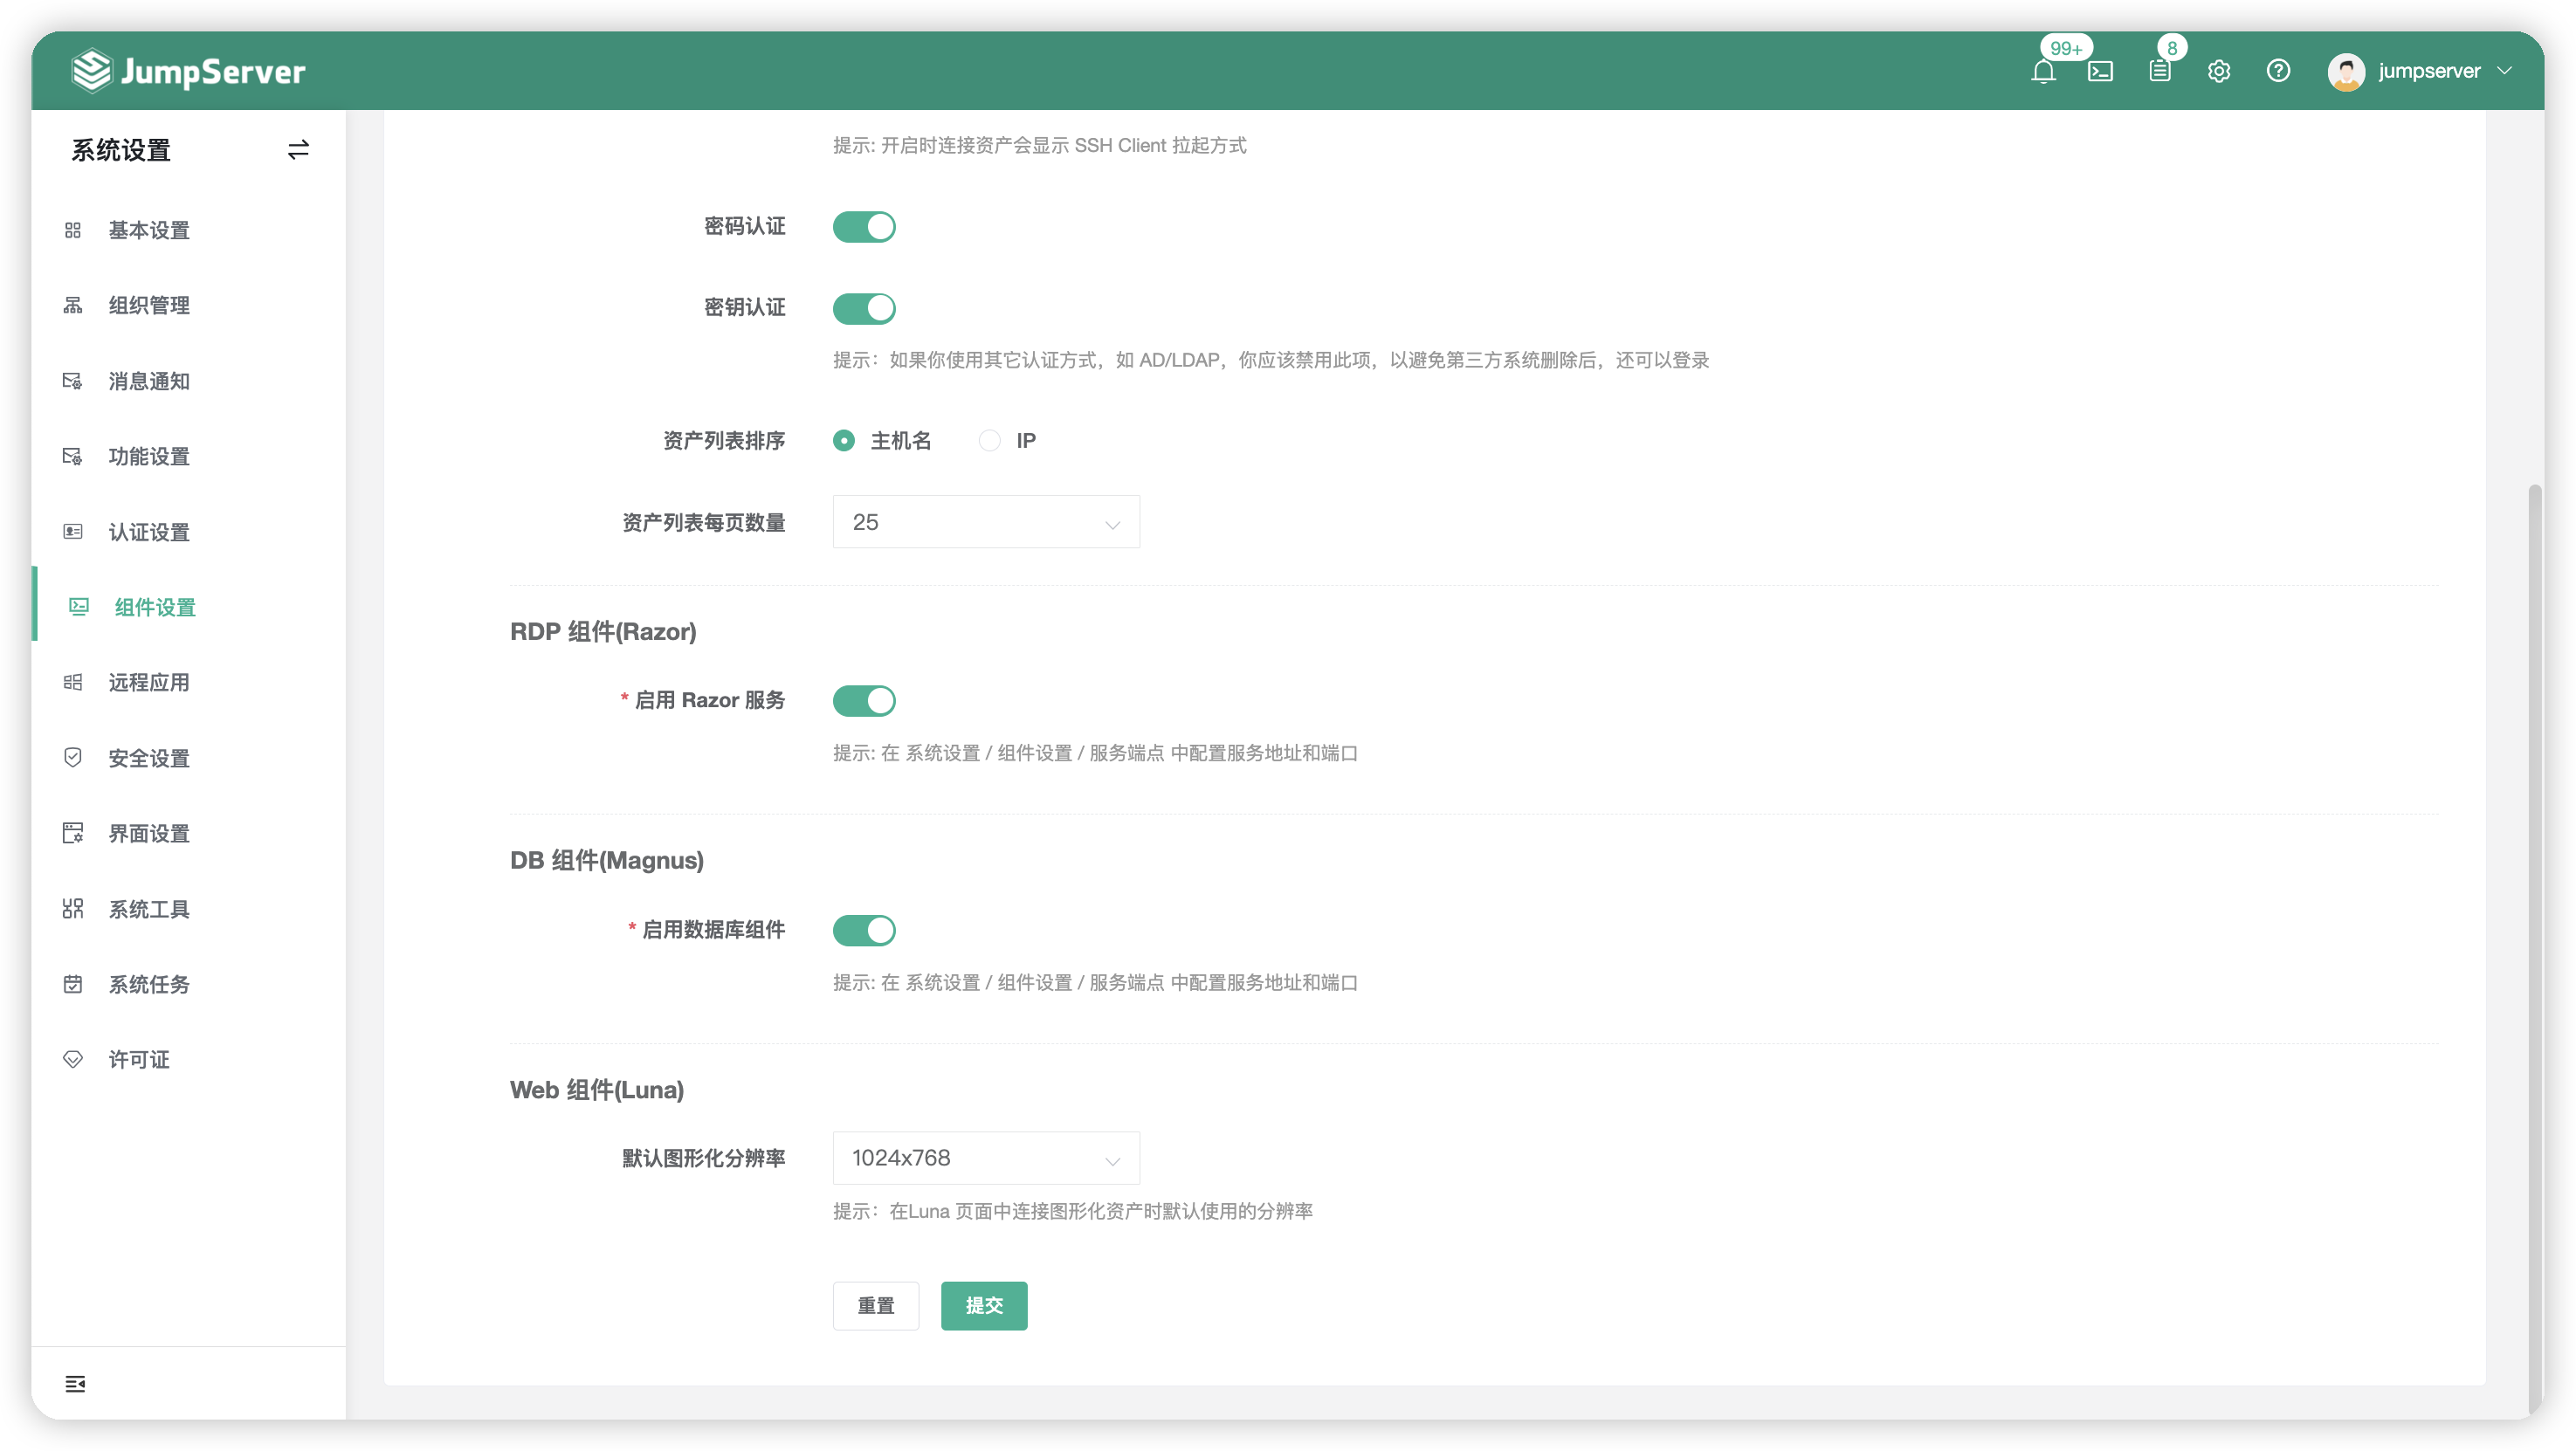 JumpServer
99+
8
jumpserver
系统设置
基本设置
组织管理
消息通知
功能设置
认证设置
组件设置
远程应用
安全设置
界面设置
系统工具
系统任务
许可证
提示: 开启时连接资产会显示 SSH Client 拉起方式
密码认证
密钥认证
提示：如果你使用其它认证方式，如 AD/LDAP，你应该禁用此项，以避免第三方系统删除后，还可以登录
资产列表排序 主机名 IP
资产列表每页数量 25
RDP 组件(Razor)
* 启用 Razor 服务
提示: 在 系统设置 / 组件设置 / 服务端点 中配置服务地址和端口
DB 组件(Magnus)
* 启用数据库组件
提示: 在 系统设置 / 组件设置 / 服务端点 中配置服务地址和端口
Web 组件(Luna)
默认图形化分辨率 1024x768
提示：在Luna 页面中连接图形化资产时默认使用的分辨率
重置 提交